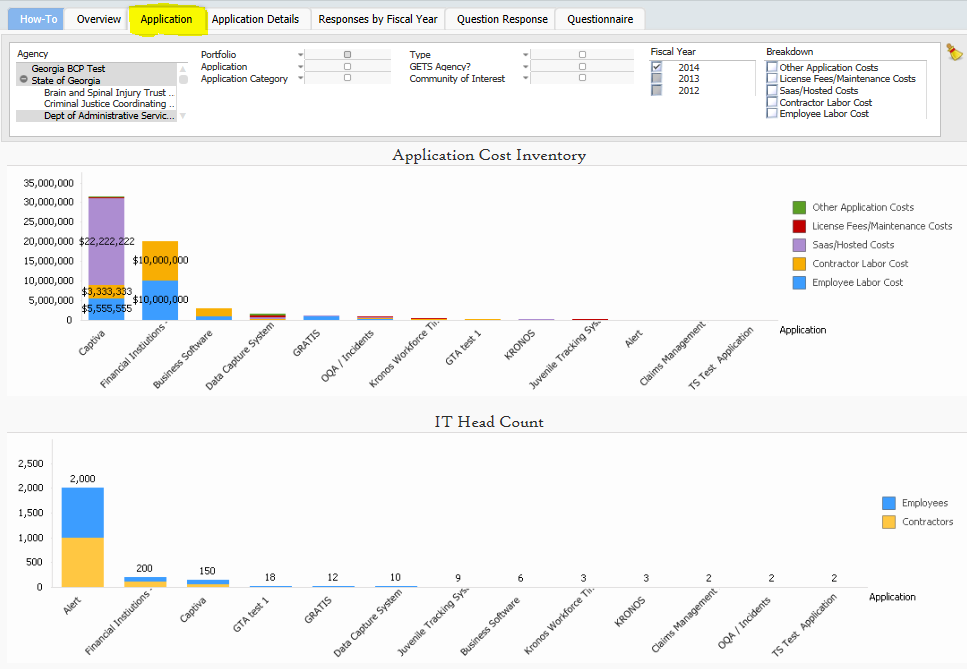 How-To Overview Application Application Details Responses by Fiscal Year Question Response Questionnaire
Agency
Georgia BCP Test
State of Georgia
Brain and Spinal Injury Trust ..
Criminal Justice Coordinating ..
Dept of Administrative Servic...
Portfolio
Application
Application Category
Type
GETS Agency?
Community of Interest
Fiscal Year
2014
2013
2012
Breakdown
Other Application Costs
License Fees/Maintenance Costs
Saas/Hosted Costs
Contractor Labor Cost
Employee Labor Cost
Application Cost Inventory
35,000,000
30,000,000
25,000,000
20,000,000
15,000,000
10,000,000
5,000,000
0
$22,222,222
$3,333,333
$5,555,555
$10,000,000
$10,000,000
Captiva
Financial Instiutions -
Business Software
Data Capture System
GRATIS
OQA / Incidents
Kronos Workforce Ti..
GTA test 1
KRONOS
Juvenile Tracking Sys..
Alert
Claims Management
TS Test Application
Application
Other Application Costs
License Fees/Maintenance Costs
Saas/Hosted Costs
Contractor Labor Cost
Employee Labor Cost
IT Head Count
2,500
2,000
1,500
1,000
500
0
2,000
200
150
18
12
10
9
6
3
3
2
2
2
Alert
Financial Instiutions -
Captiva
GTA test 1
GRATIS
Data Capture System
Juvenile Tracking Sys..
Business Software
Kronos Workforce Ti..
KRONOS
Claims Management
OQA / Incidents
TS Test Application
Application
Employees
Contractors